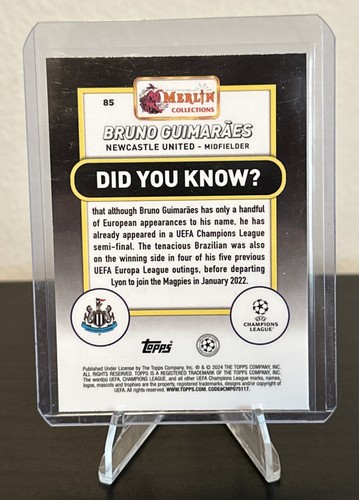 MERLIN
COLLECTIONS
85
BRUNO GUIMARÃES
NEWCASTLE UNITED - MIDFIELDER
DID YOU KNOW?
that although Bruno Guimarães has only a handful
of European appearances to his name, he has
already appeared in a UEFA Champions League
semi-final. The tenacious Brazilian was also
on the winning side in four of his five previous
UEFA Europa League outings, before departing
Lyon to join the Magpies in January 2022.
Topps
CHAMPIONS
LEAGUE
Published Under License by The Topps Company, Inc. ® & © 2024 THE TOPPS COMPANY, INC.
ALL RIGHTS RESERVED. TOPPS IS A REGISTERED TRADEMARK OF THE TOPPS COMPANY, INC.
The word(s) UEFA, CHAMPIONS LEAGUE, and all other UEFA Champions League marks, names,
logos, mascots and trophies are the property, registered trademarks, designs and/or copyright of
UEFA. All rights reserved. WWW.TOPPS.COM. CODE#CMP075117.